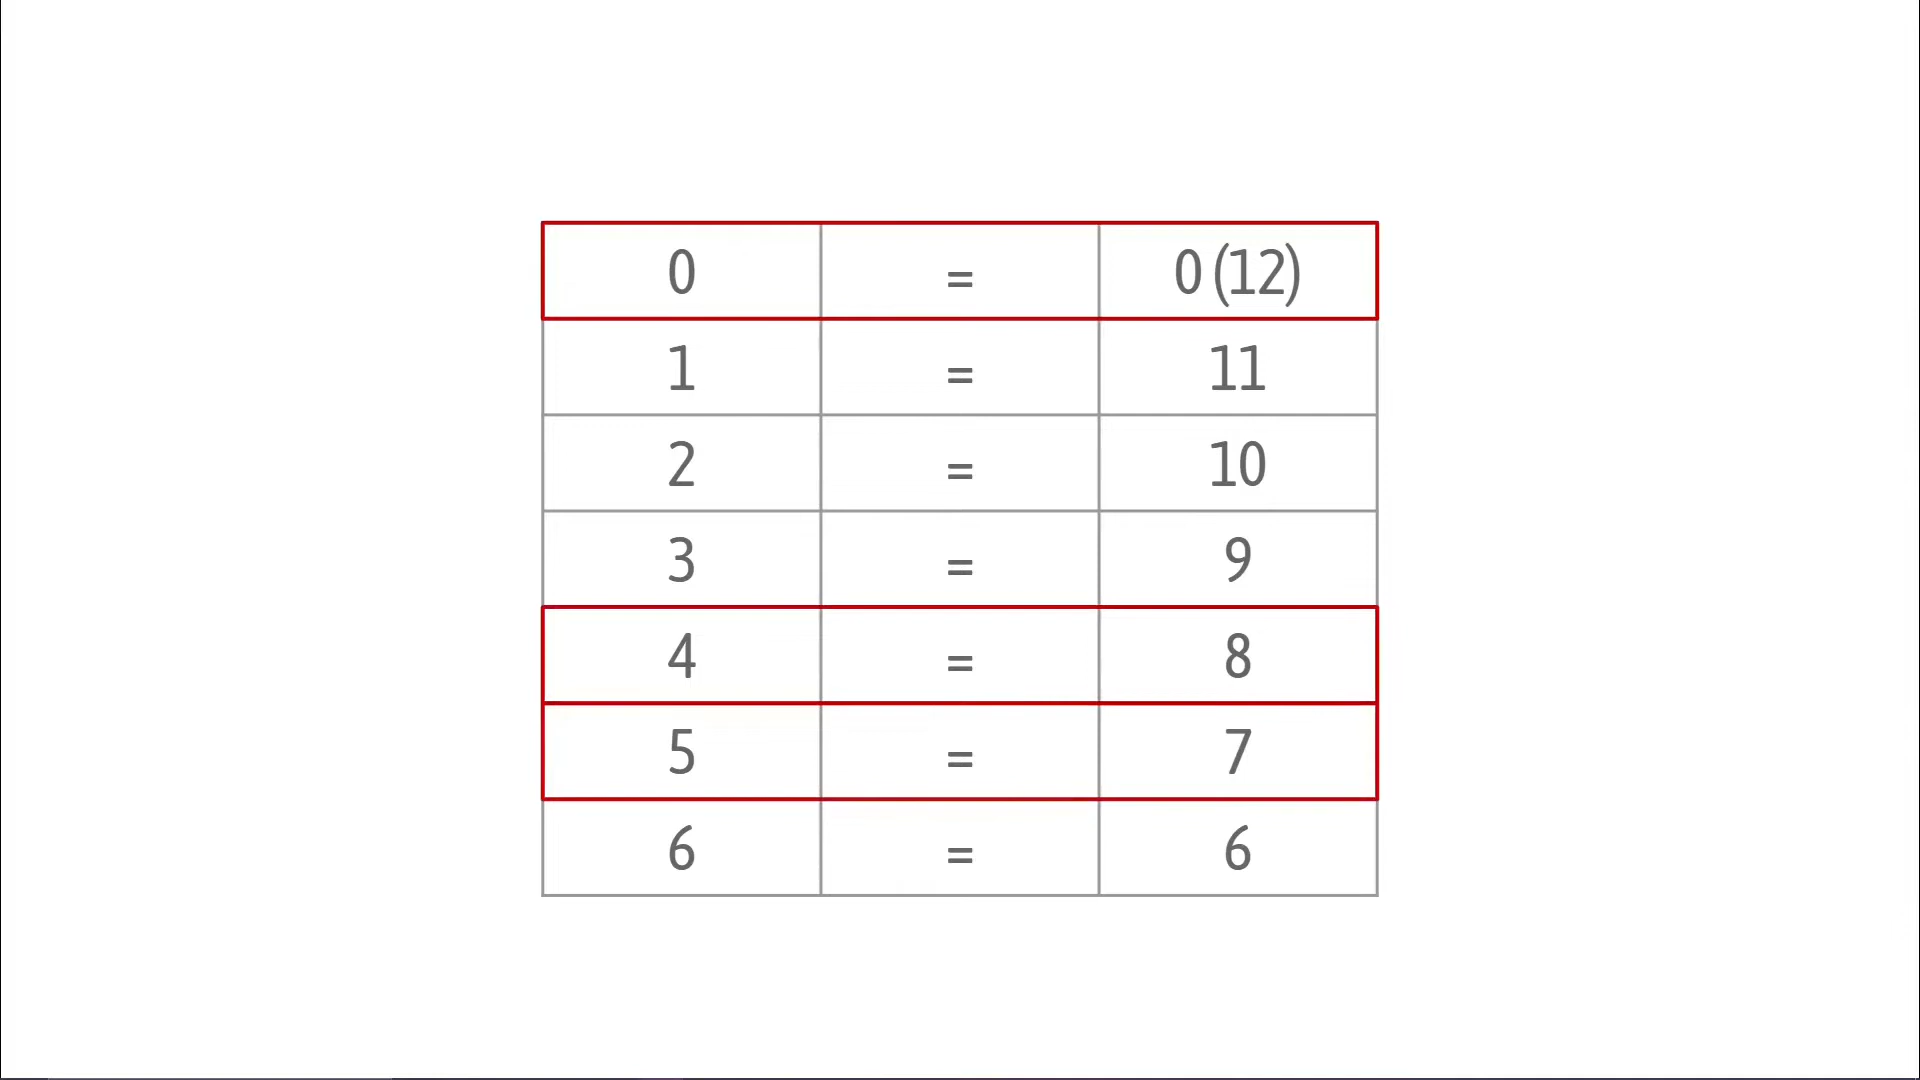 0 = 0 (12)
1 = 11
2 = 10
3 = 9
4 = 8
5 = 7
6 = 6